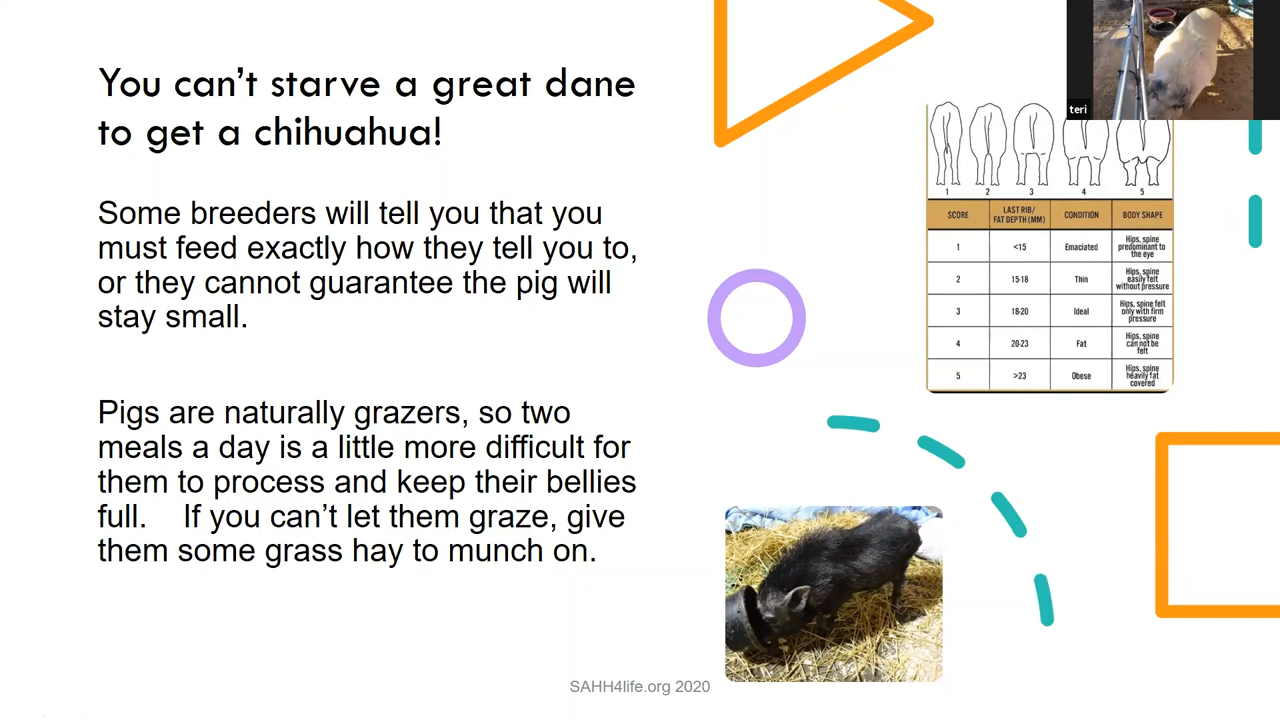 You can't starve a great dane
to get a chihuahua!
Some breeders will tell you that you
must feed exactly how they tell you to,
or they cannot guarantee the pig will
stay small.
Pigs are naturally grazers, so two
meals a day is a little more difficult for
them to process and keep their bellies
full. If you can't let them graze, give
them some grass hay to munch on.
teri
1 2 3 4 5
SCORE LAST RIB/ FAT DEPTH (MM) CONDITION BODY SHAPE
1 <15 Emaciated Hips, spine predominant to the eye
2 15-18 Thin Hips, spine easily felt without pressure
3 18-20 Ideal Hips, spine felt only with firm pressure
4 20-23 Fat Hips, spine can not be felt
5 >23 Obese Hips, spine heavily fat covered
SAHH4life.org 2020